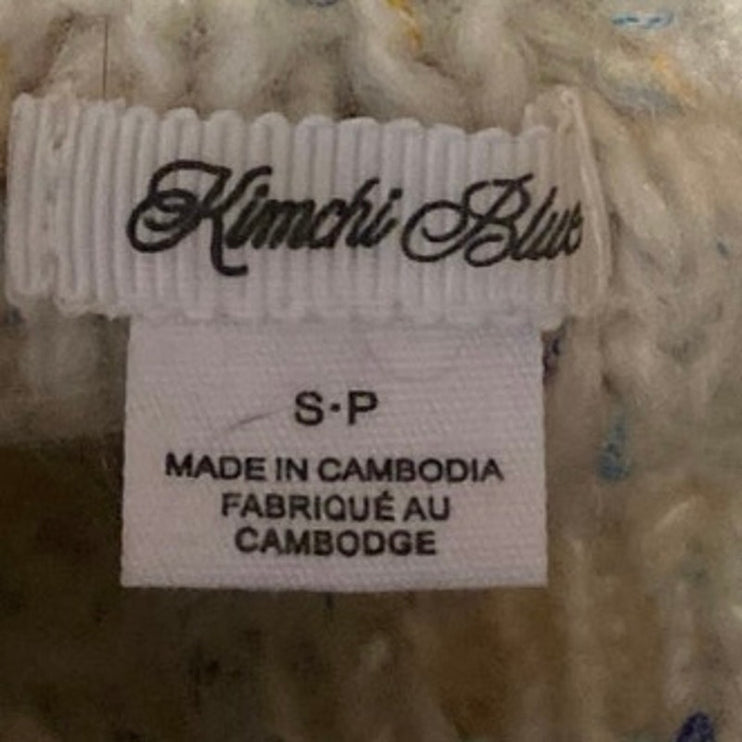 Kimchi Blue
S·P
MADE IN CAMBODIA
FABRIQUÉ AU
CAMBODGE